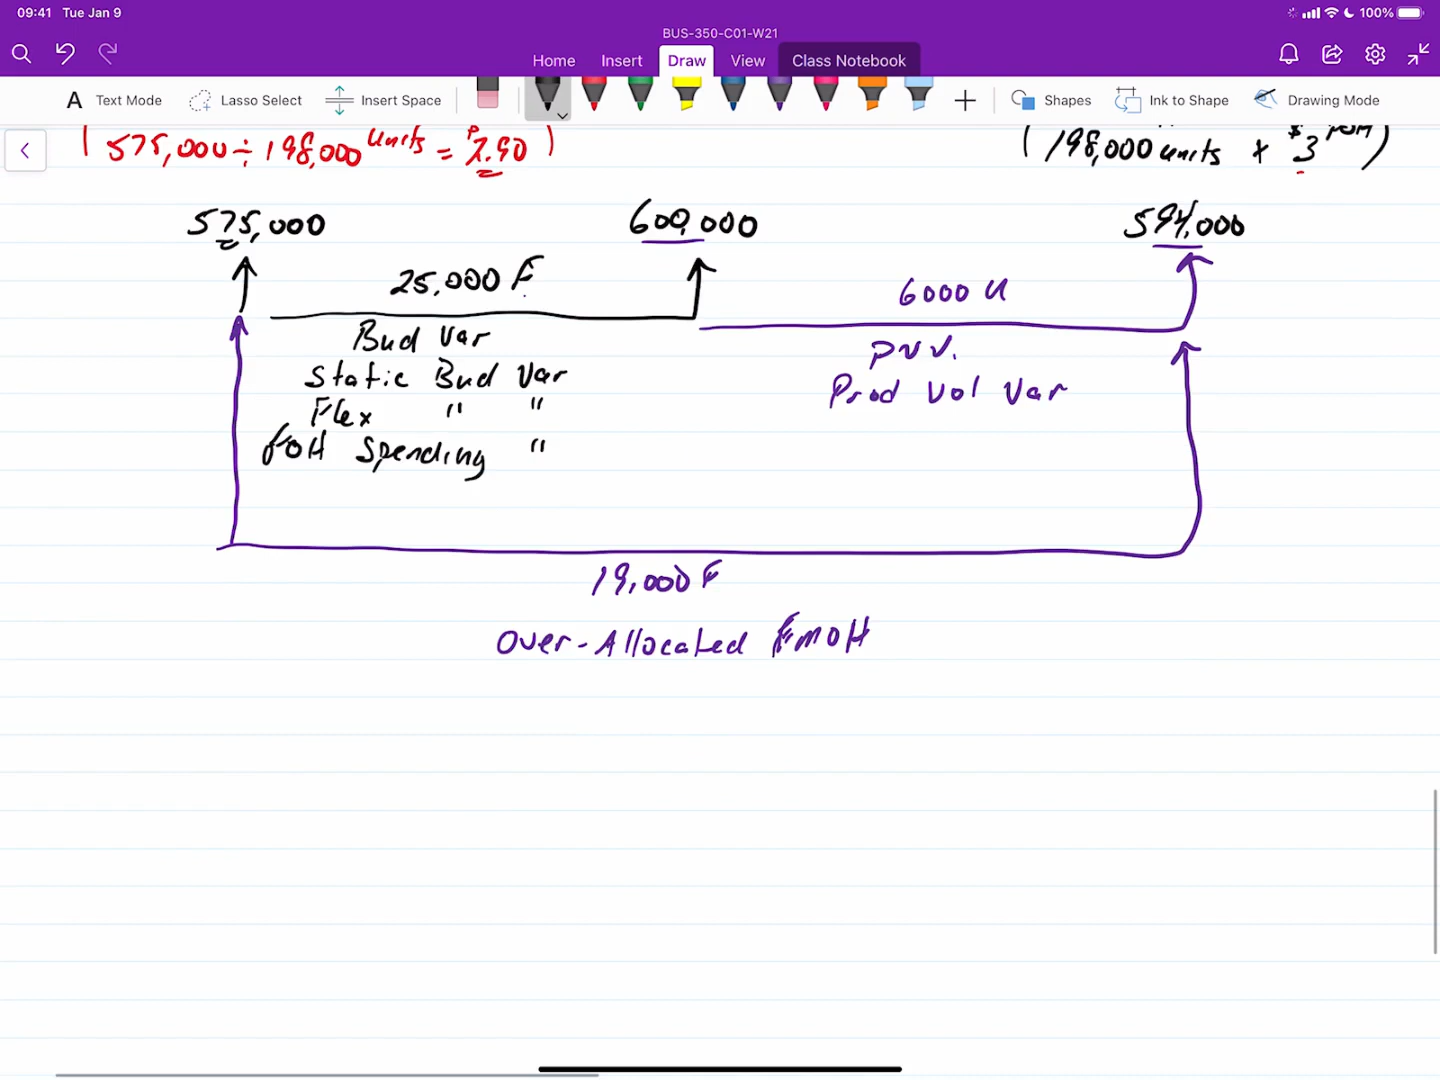 09:41 Tue Jan 9
100%
BUS-350-C01-W21
Home Insert Draw View Class Notebook
Text Mode Lasso Select Insert Space Shapes Ink to Shape Drawing Mode
( 575,000 ÷ 198,000 units = $2.90 )
( 198,000 units * $3 )
575,000 600,000 594,000
25,000 F
6000 U
Bud Var
P.V.V.
Static Bud Var
Prod Vol Var
Flex " "
FOH Spending "
19,000 F
Over-Allocated FMOH